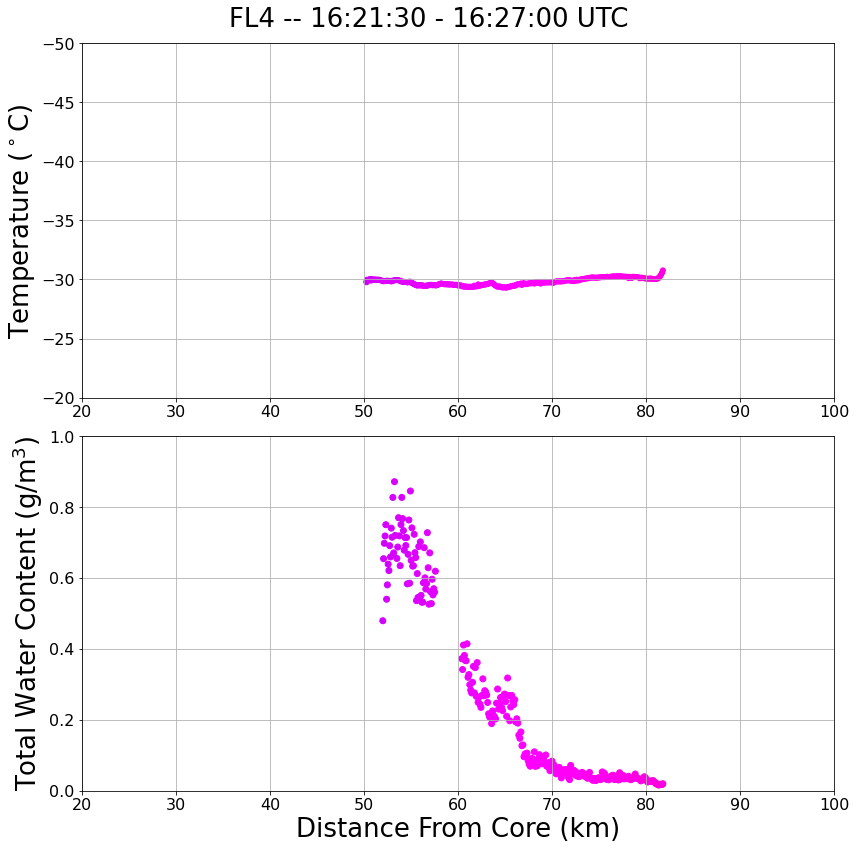 FL4 -- 16:21:30 - 16:27:00 UTC
−50
−45
−40
−35
−30
−25
−20
Temperature (°C)
20 30 40 50 60 70 80 90 100
1.0
0.8
0.6
0.4
0.2
0.0
Total Water Content (g/m³)
20 30 40 50 60 70 80 90 100
Distance From Core (km)